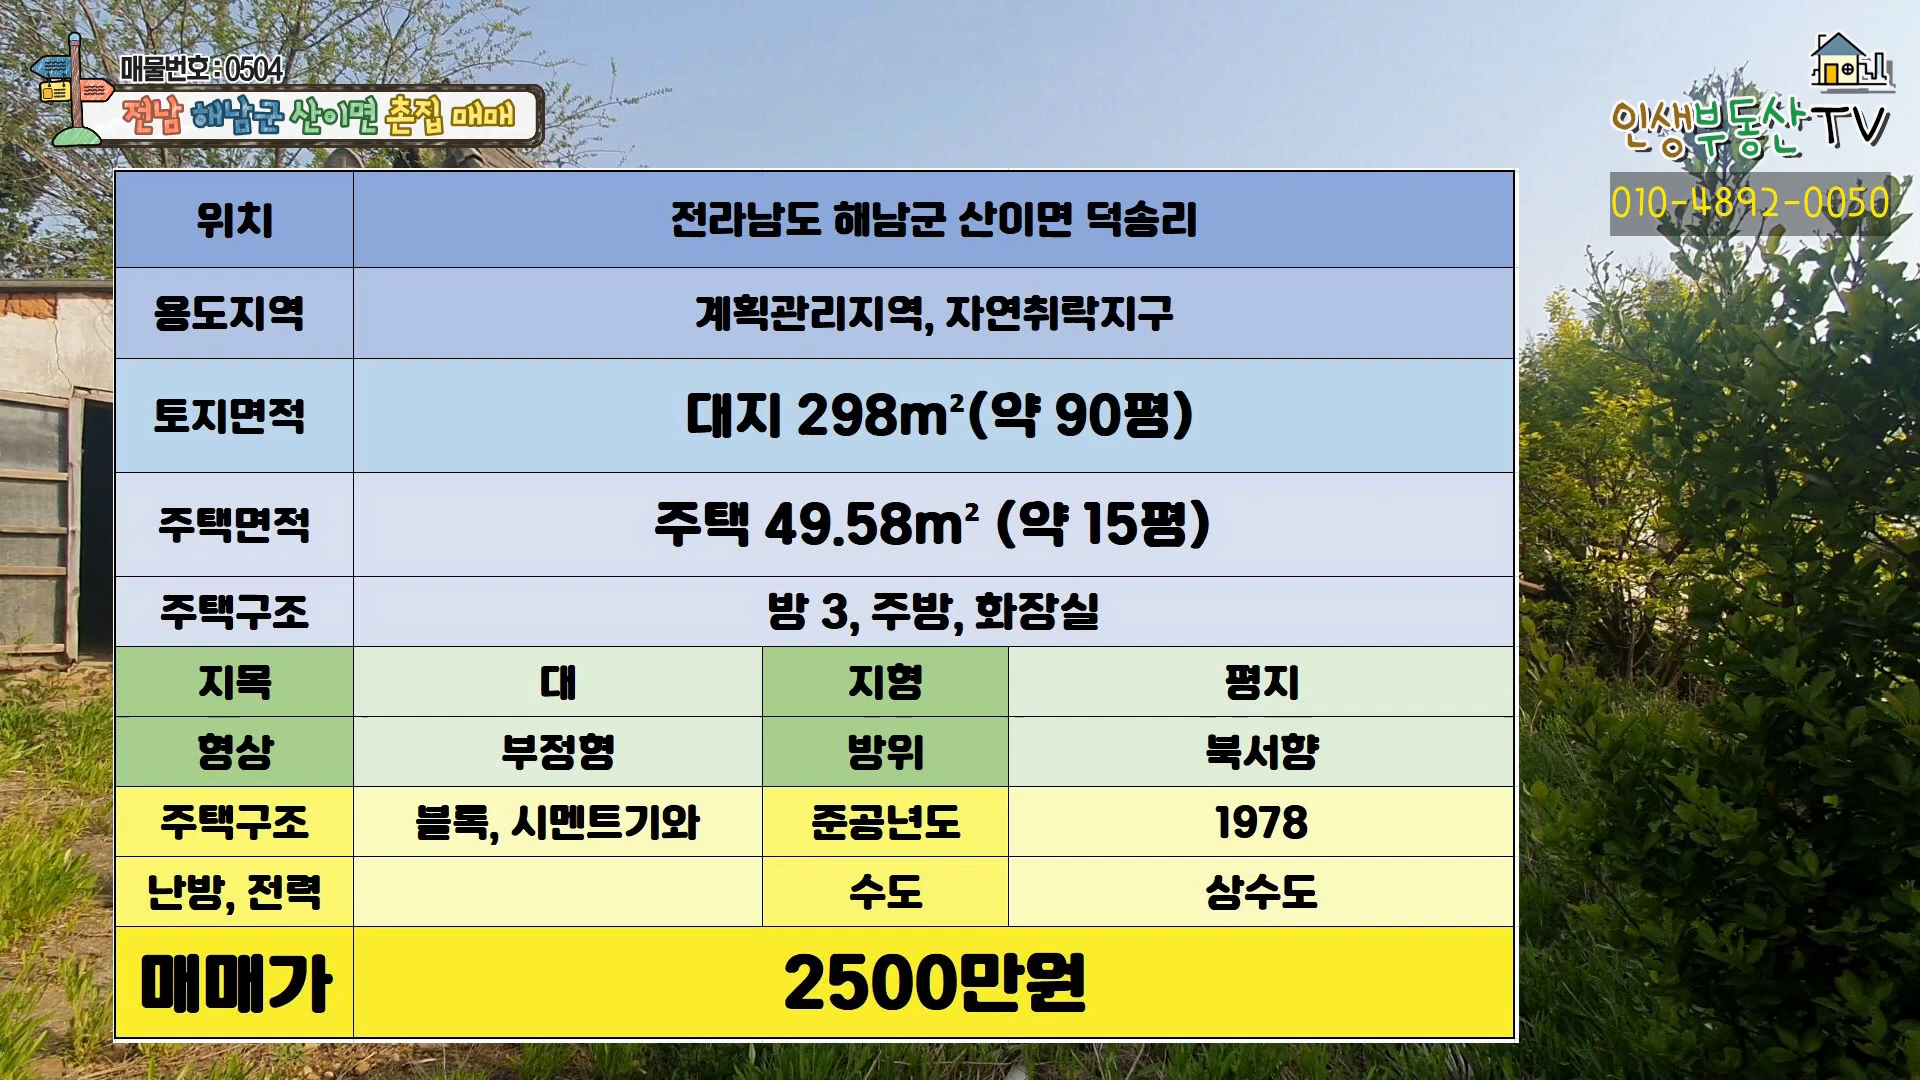 매물번호 : 0504
전남 해남군 산이면 촌집 매매
인생부동산TV
010-4892-0050
위치 전라남도 해남군 산이면 덕송리
용도지역 계획관리지역, 자연취락지구
토지면적 대지 298m²(약 90평)
주택면적 주택 49.58m² (약 15평)
주택구조 방 3, 주방, 화장실
지목 대 지형 평지
형상 부정형 방위 북서향
주택구조 블록, 시멘트기와 준공년도 1978
난방, 전력 수도 상수도
매매가 2500만원